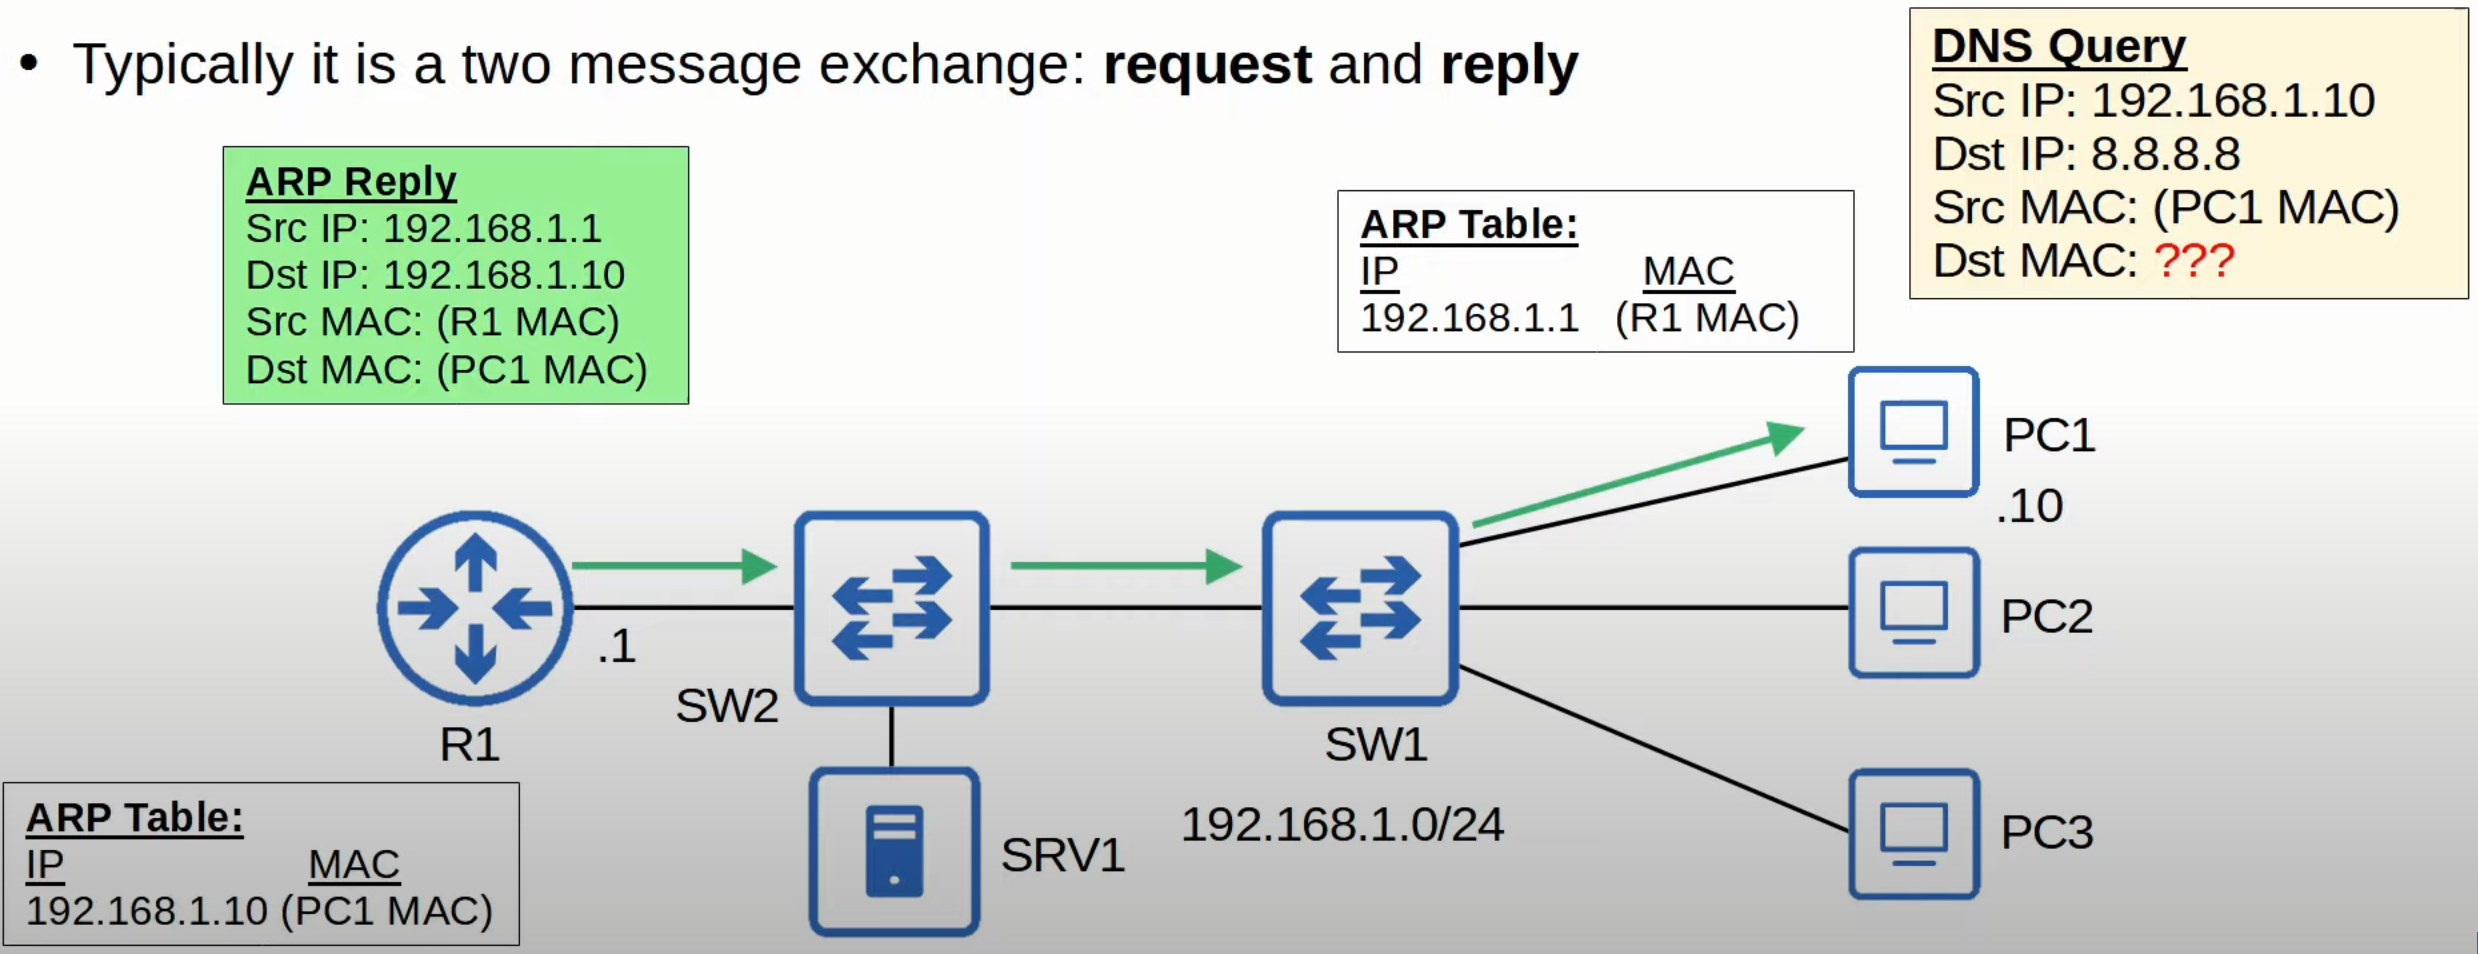 • Typically it is a two message exchange: request and reply
DNS Query
Src IP: 192.168.1.10
Dst IP: 8.8.8.8
Src MAC: (PC1 MAC)
Dst MAC: ???
ARP Reply
Src IP: 192.168.1.1
Dst IP: 192.168.1.10
Src MAC: (R1 MAC)
Dst MAC: (PC1 MAC)
ARP Table:
IP MAC
192.168.1.1 (R1 MAC)
PC1
.10
PC2
.1
SW2
R1
SW1
192.168.1.0/24
PC3
SRV1
ARP Table:
IP MAC
192.168.1.10 (PC1 MAC)